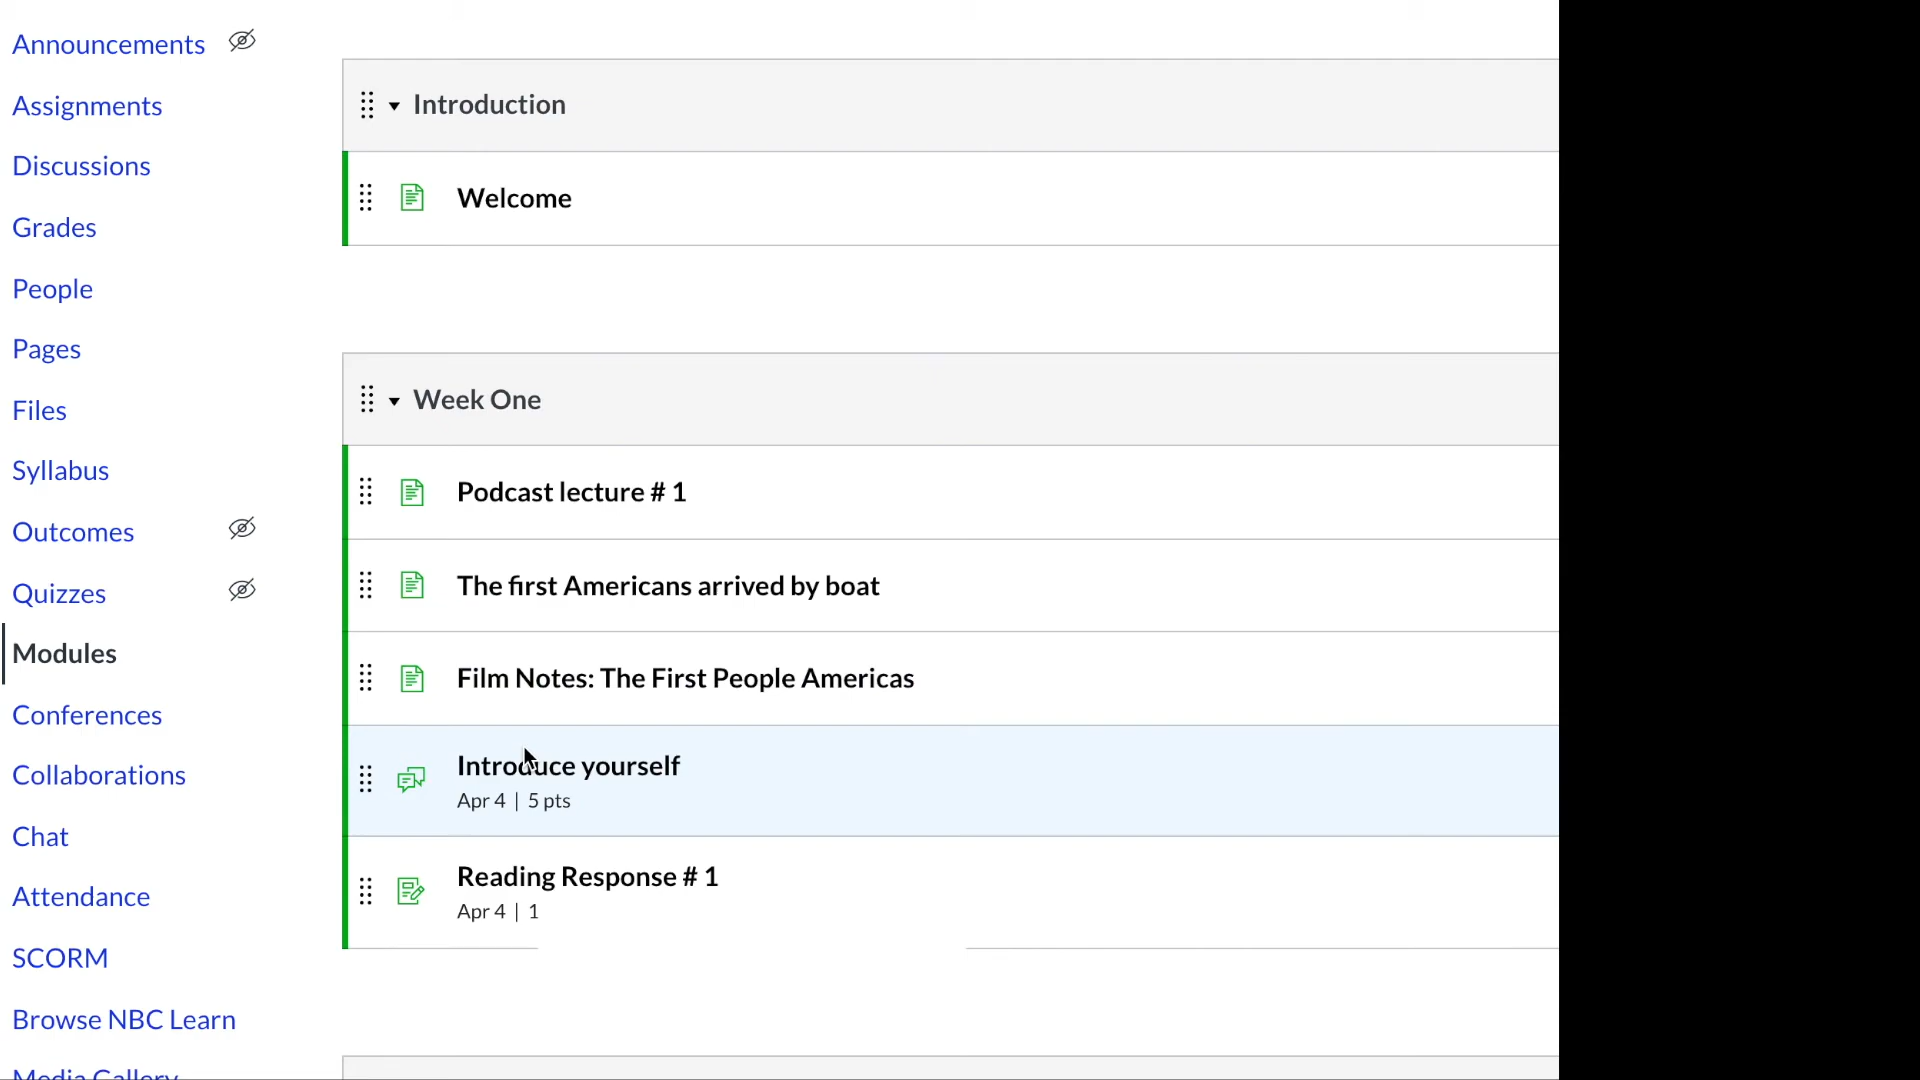 Announcements
Assignments
Discussions
Grades
People
Pages
Files
Syllabus
Outcomes
Quizzes
Modules
Conferences
Collaborations
Chat
Attendance
SCORM
Browse NBC Learn
Media Gallery
Introduction
Welcome
Week One
Podcast lecture # 1
The first Americans arrived by boat
Film Notes: The First People Americas
Introduce yourself
Apr 4 | 5 pts
Reading Response # 1
Apr 4 | 1